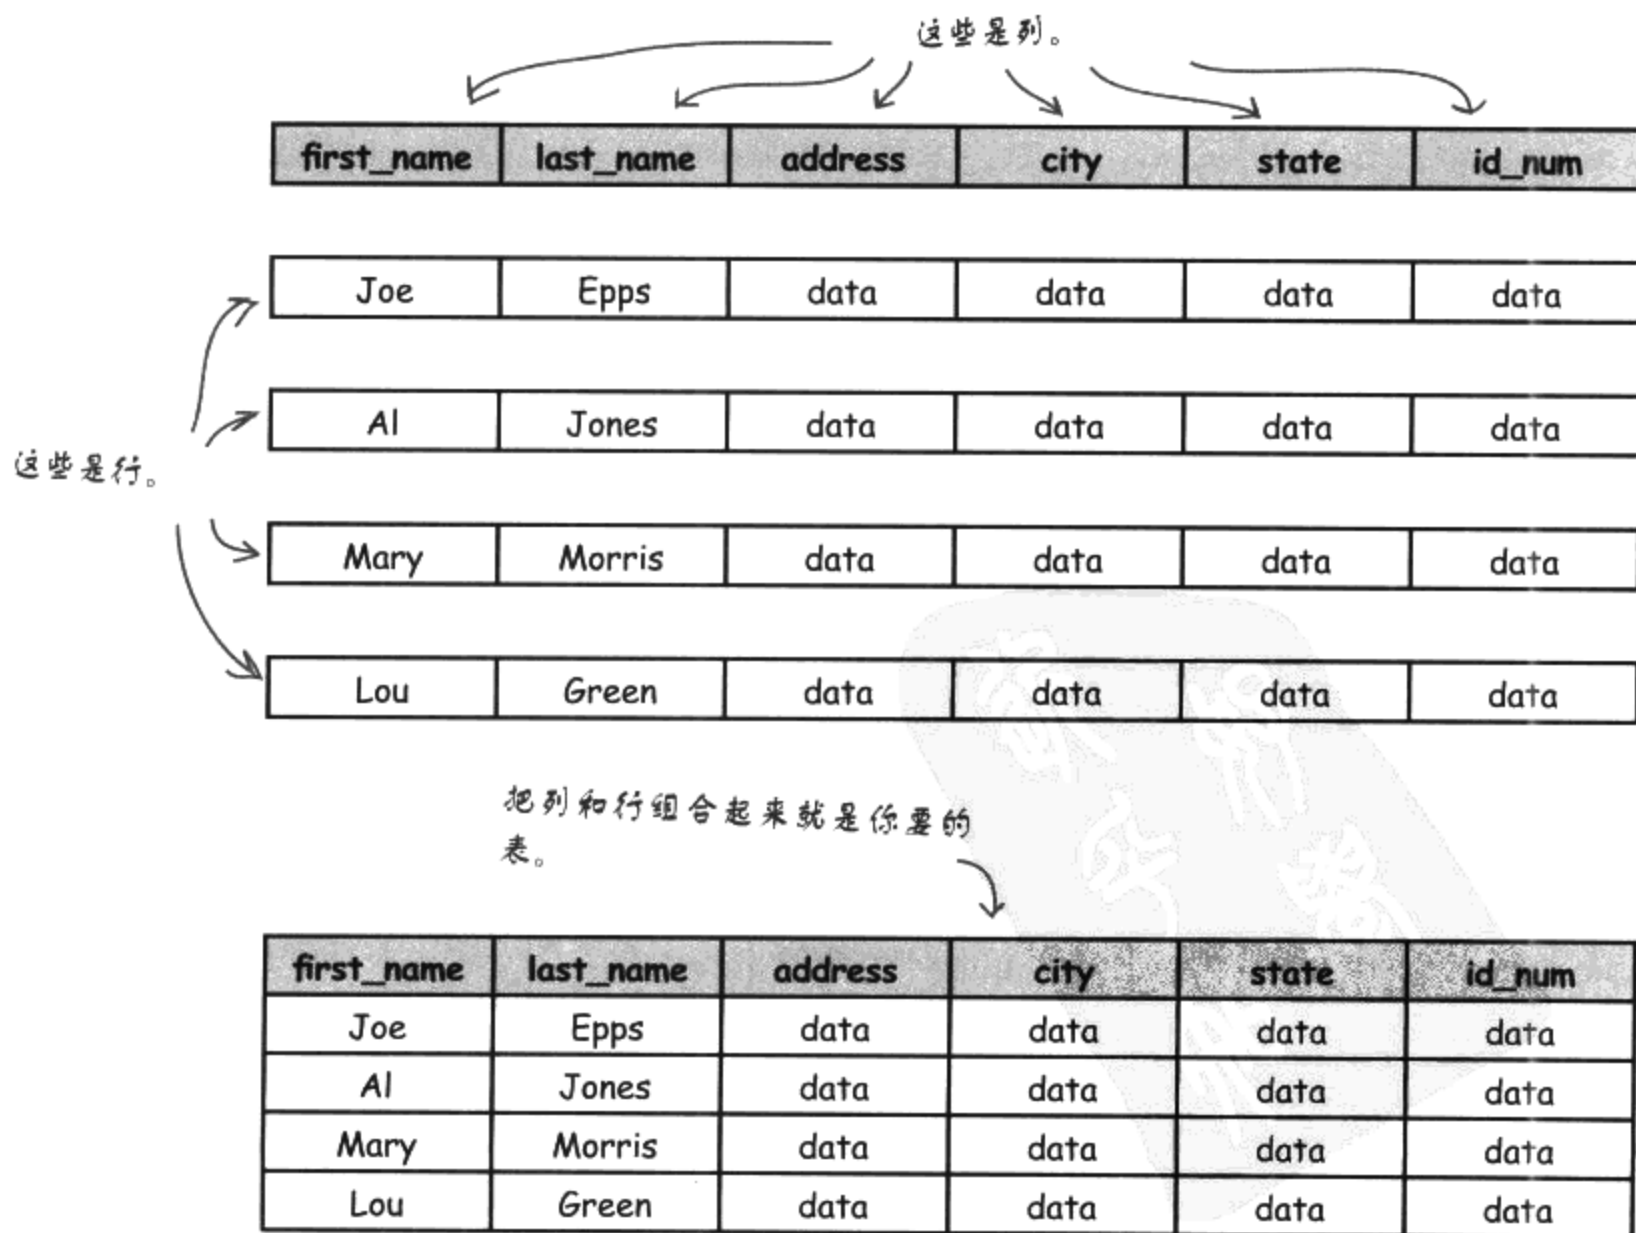 这些是列。
first_name last_name address city state id_num
Joe Epps data data data data
Al Jones data data data data
这些是行。
Mary Morris data data data data
Lou Green data data data data
把列和行组合起来就是你要的
表。
first_name last_name address city state id_num
Joe Epps data data data data
Al Jones data data data data
Mary Morris data data data data
Lou Green data data data data